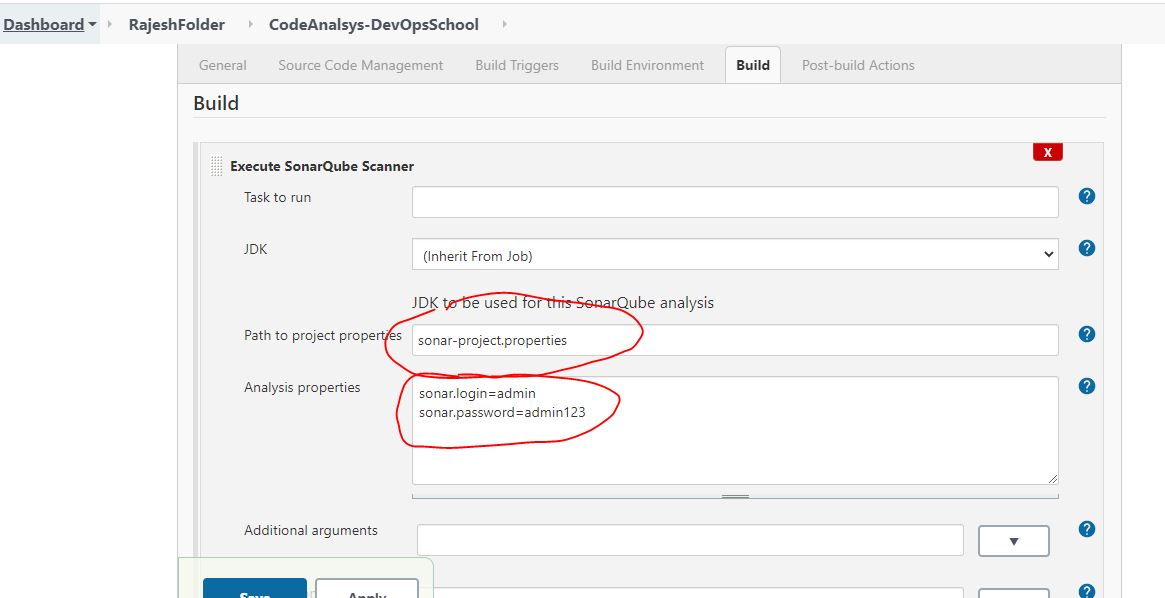 Dashboard RajeshFolder CodeAnalsys-DevOpsSchool
General Source Code Management Build Triggers Build Environment Build Post-build Actions
Build
Execute SonarQube Scanner
X
Task to run
?
JDK
(Inherit From Job)
?
JDK to be used for this SonarQube analysis
Path to project properties
sonar-project.properties
?
Analysis properties
sonar.login=admin
sonar.password=admin123
?
Additional arguments
?
Save Apply
?